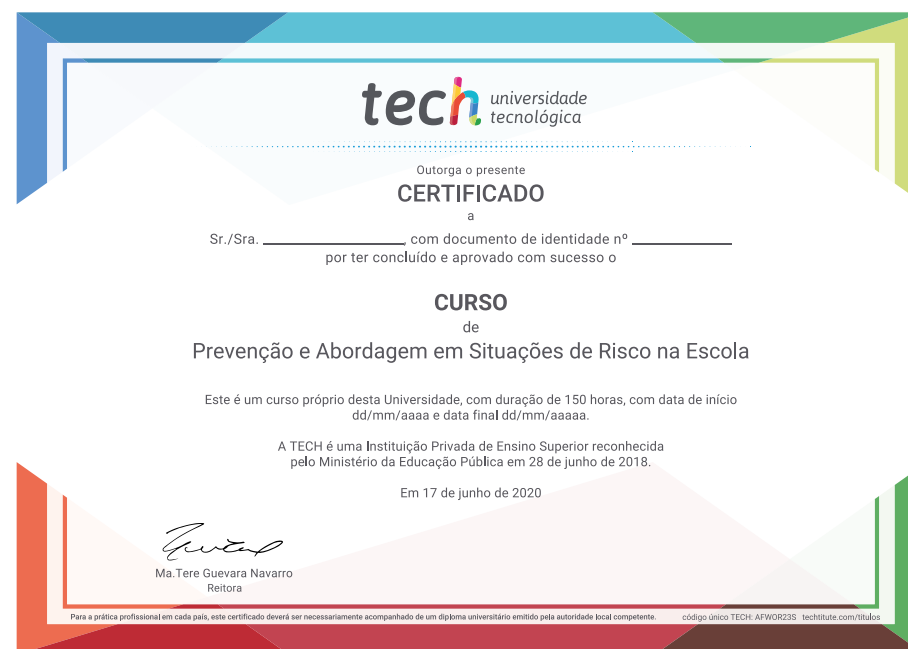 tech universidade
tecnológica
Outorga o presente
CERTIFICADO
a
Sr./Sra. ____________, com documento de identidade nº ____________
por ter concluído e aprovado com sucesso o
CURSO
de
Prevenção e Abordagem em Situações de Risco na Escola
Este é um curso próprio desta Universidade, com duração de 150 horas, com data de início
dd/mm/aaaa e data final dd/mm/aaaaa.
A TECH é uma Instituição Privada de Ensino Superior reconhecida
pelo Ministério da Educação Pública em 28 de junho de 2018.
Em 17 de junho de 2020
Ma.Tere Guevara Navarro
Reitora
Para a prática profissional em cada país, este certificado deverá ser necessariamente acompanhado de um diploma universitário emitido pela autoridade local competente. código único TECH: AFWOR23S techtitute.com/titulos